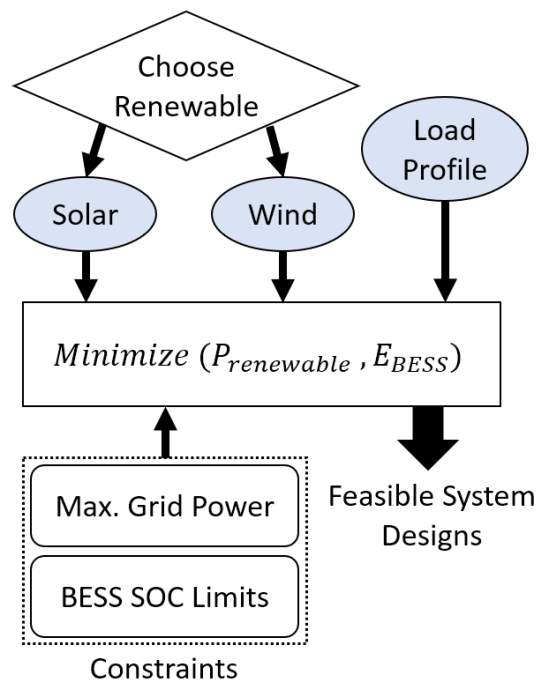 Choose
Renewable
Load
Profile
Solar
Wind
Minimize (P_renewable , E_BESS)
Max. Grid Power
BESS SOC Limits
Constraints
Feasible System
Designs